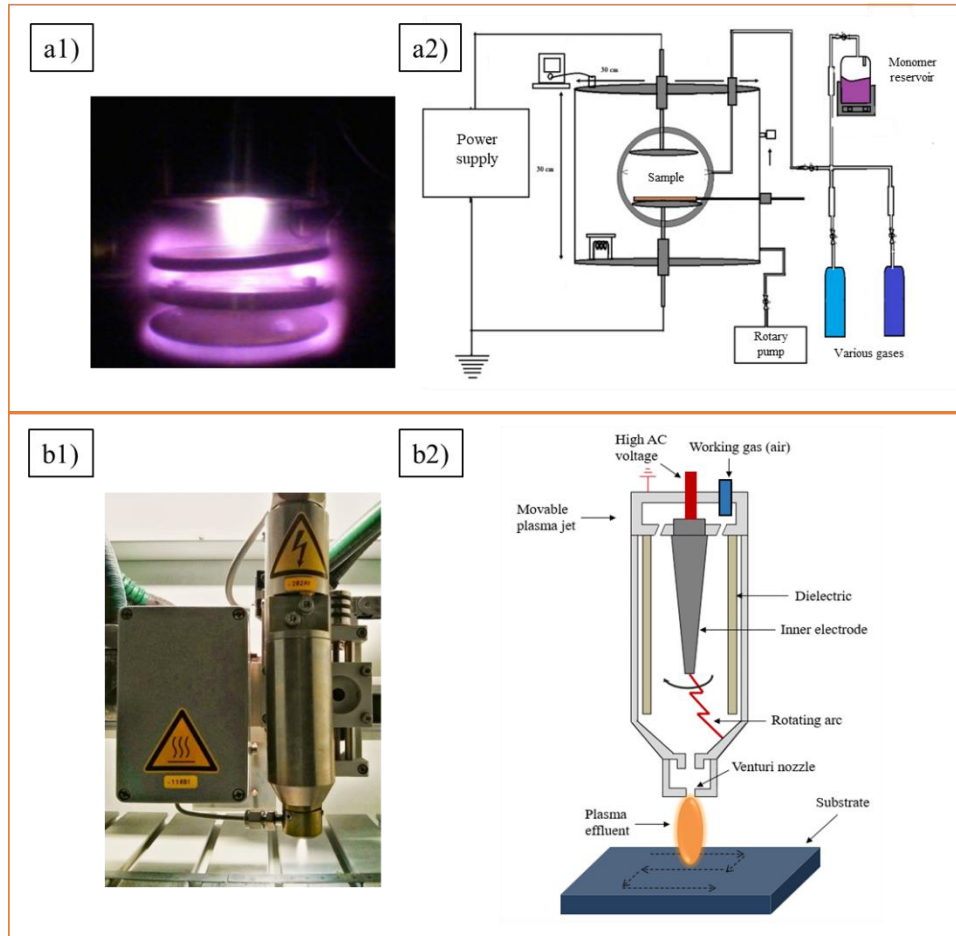 a1)
a2)
30 cm
Monomer
reservoir
Power
supply
30 cm
Sample
Rotary
pump
Various gases
b1)
b2)
High AC
voltage
Working gas (air)
Movable
plasma jet
Dielectric
Inner electrode
Rotating arc
Venturi nozzle
Plasma
effluent
Substrate